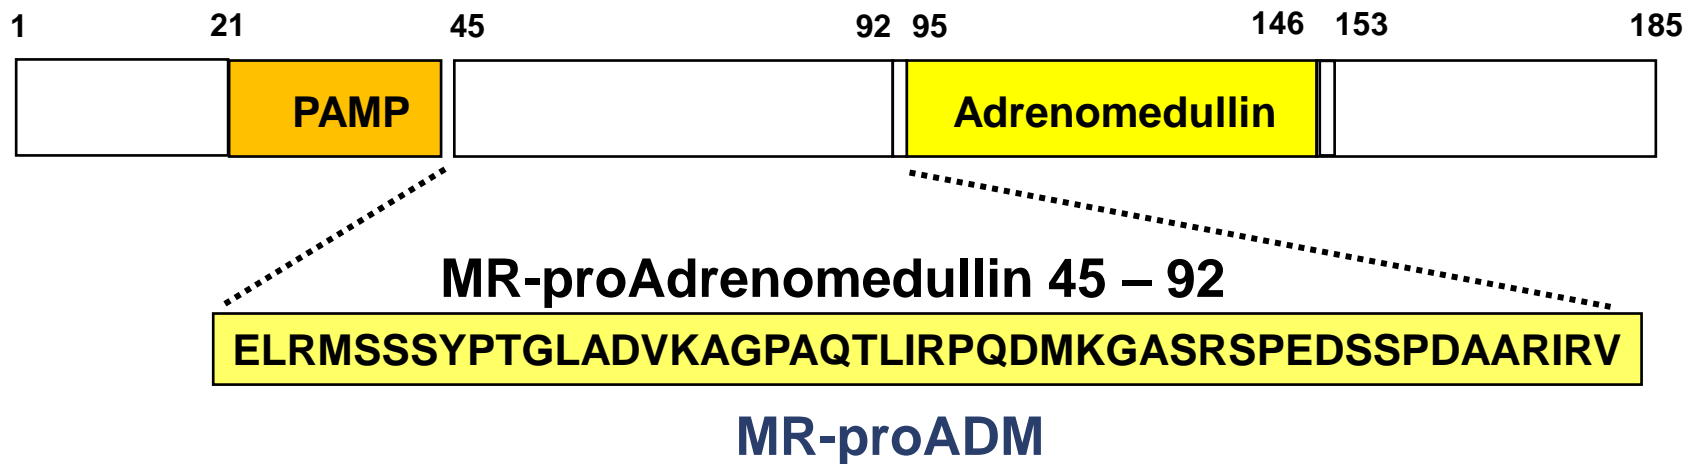 1 21 45 92 95 146 153 185
PAMP Adrenomedullin
MR-proAdrenomedullin 45 – 92
ELRMSSSYPTGLADVKAGPAQTLIRPQDMKGASRSPEDSSPDAARIRV
MR-proADM